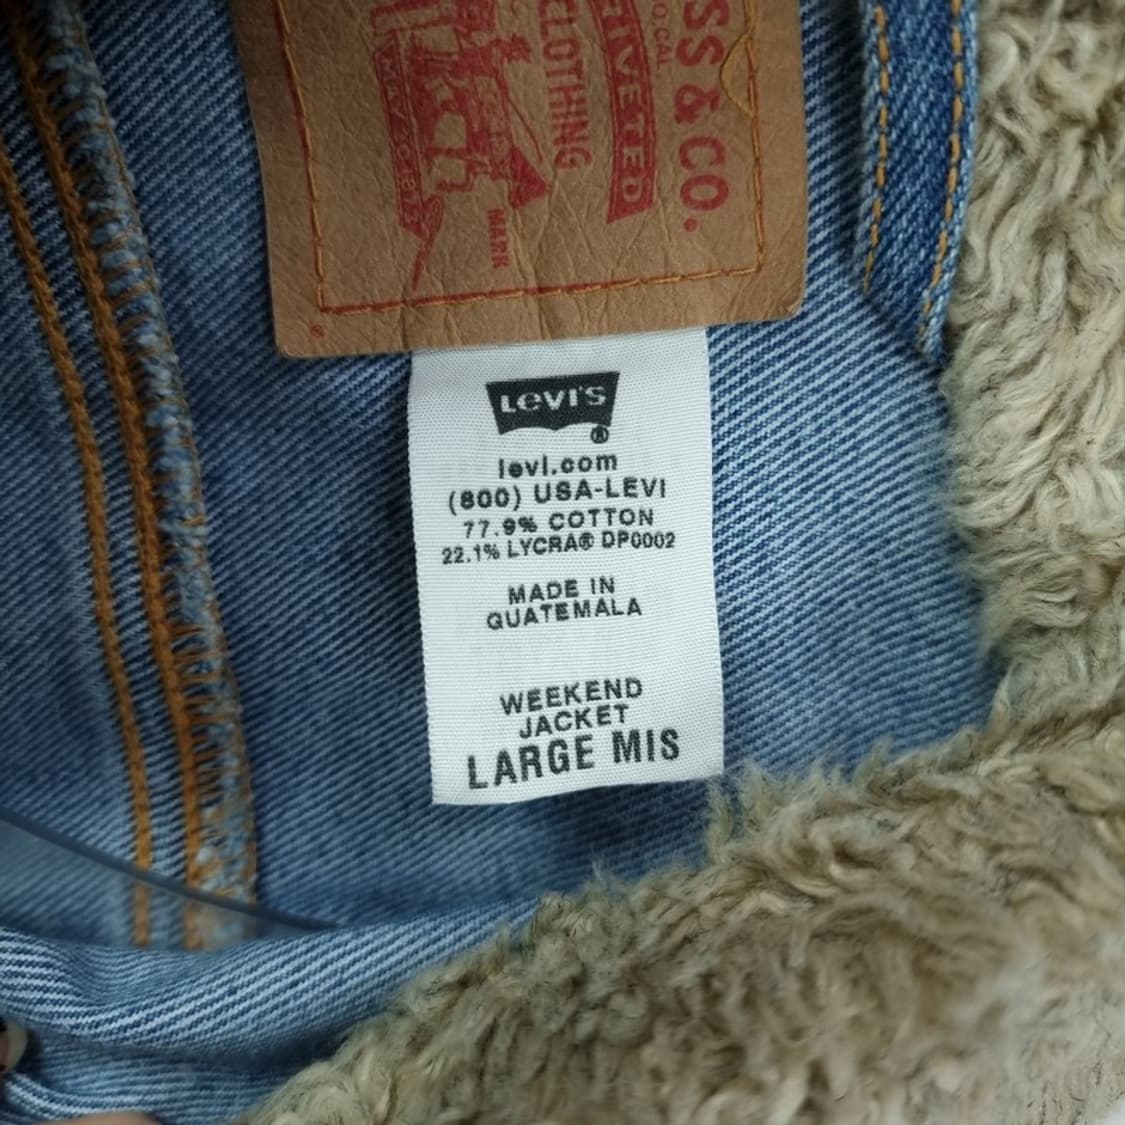 SS & CO.
RIVETED
CLOTHING
MARK
LEVI'S
®
levi.com
(800) USA-LEVI
77.9% COTTON
22.1% LYCRA® DP0002
MADE IN
GUATEMALA
WEEKEND
JACKET
LARGE MIS